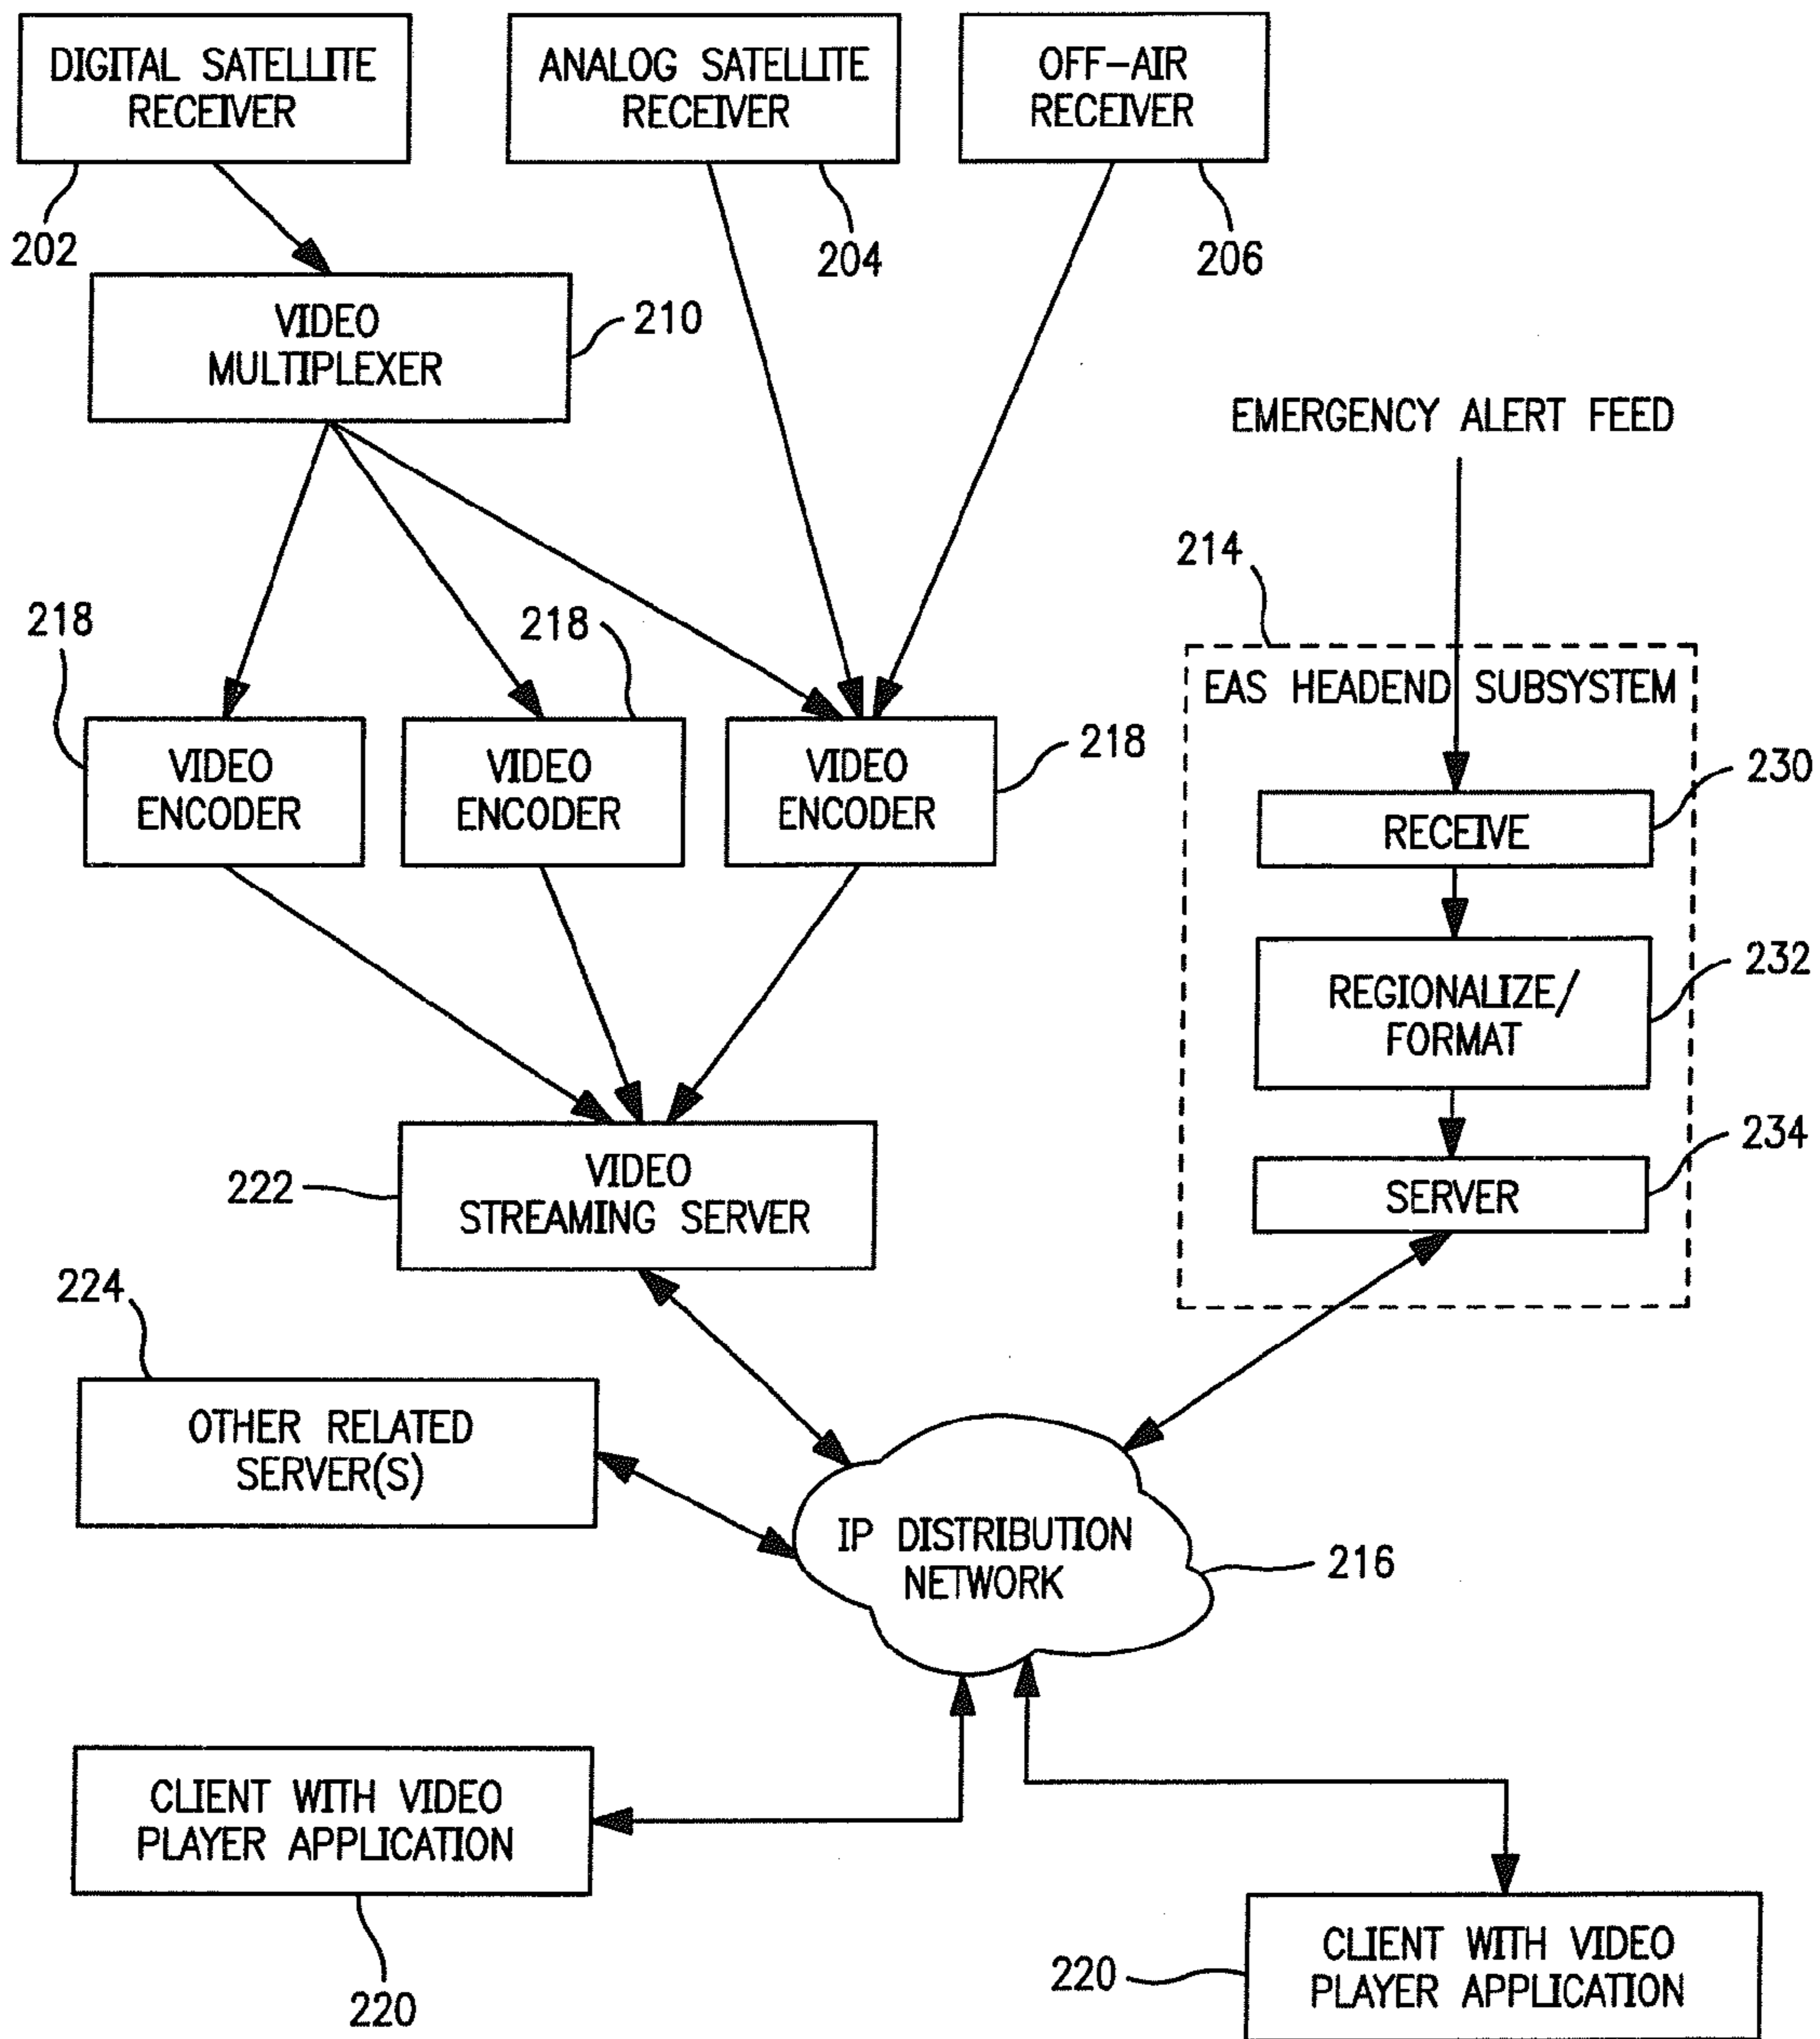 DIGITAL SATELLITE
RECEIVER
ANALOG SATELLITE
RECEIVER
OFF-AIR
RECEIVER
202
204
206
VIDEO
MULTIPLEXER
210
EMERGENCY ALERT FEED
214
218
218
EAS HEADEND SUBSYSTEM
VIDEO
ENCODER
VIDEO
ENCODER
VIDEO
ENCODER
218
230
RECEIVE
232
REGIONALIZE/
FORMAT
234
SERVER
222
VIDEO
STREAMING SERVER
224
OTHER RELATED
SERVER(S)
IP DISTRIBUTION
NETWORK
216
CLIENT WITH VIDEO
PLAYER APPLICATION
220
220
CLIENT WITH VIDEO
PLAYER APPLICATION